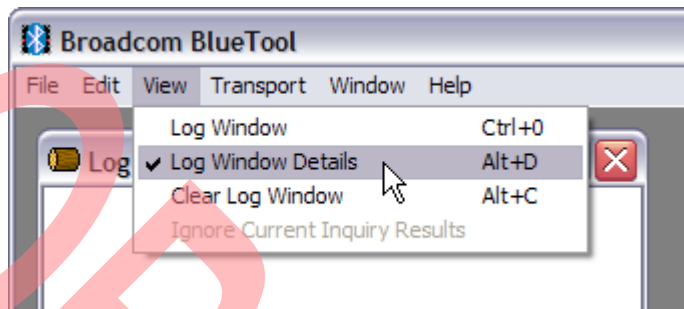 Broadcom BlueTool
File Edit View Transport Window Help
Log Window Ctrl+0
Log
Log Window Details Alt+D
Clear Log Window Alt+C
Ignore Current Inquiry Results